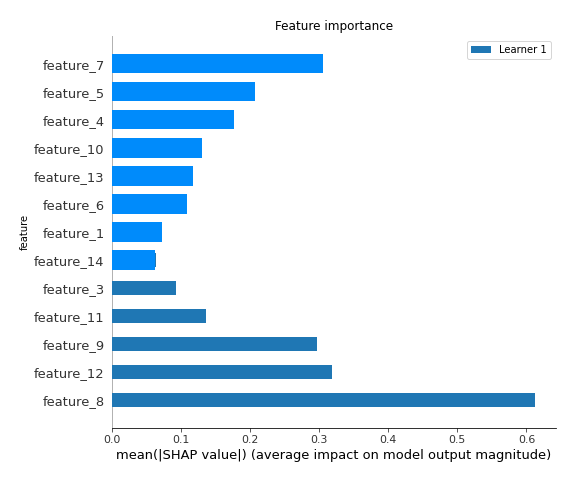 Feature importance
Learner 1
feature_7
feature_5
feature_4
feature_10
feature_13
feature_6
feature_1
feature_14
feature_3
feature_11
feature_9
feature_12
feature_8
feature
0.0 0.1 0.2 0.3 0.4 0.5 0.6
mean(|SHAP value|) (average impact on model output magnitude)